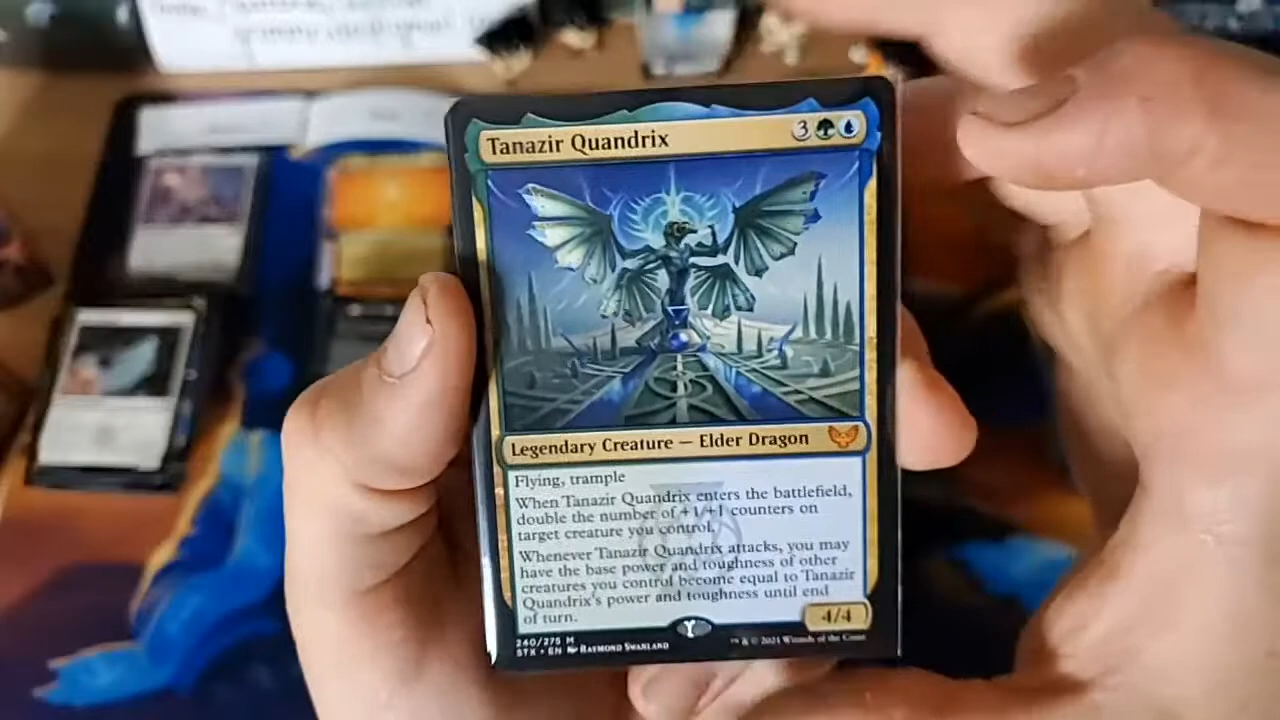 Tanazir Quandrix 3
Legendary Creature — Elder Dragon
Flying, trample
When Tanazir Quandrix enters the battlefield,
double the number of +1/+1 counters on
target creature you control.
Whenever Tanazir Quandrix attacks, you may
have the base power and toughness of other
creatures you control become equal to Tanazir
Quandrix's power and toughness until end
of turn.
4/4
240/275 M
STX • EN RAYMOND SWANLAND
™ & © 2021 Wizards of the Coast